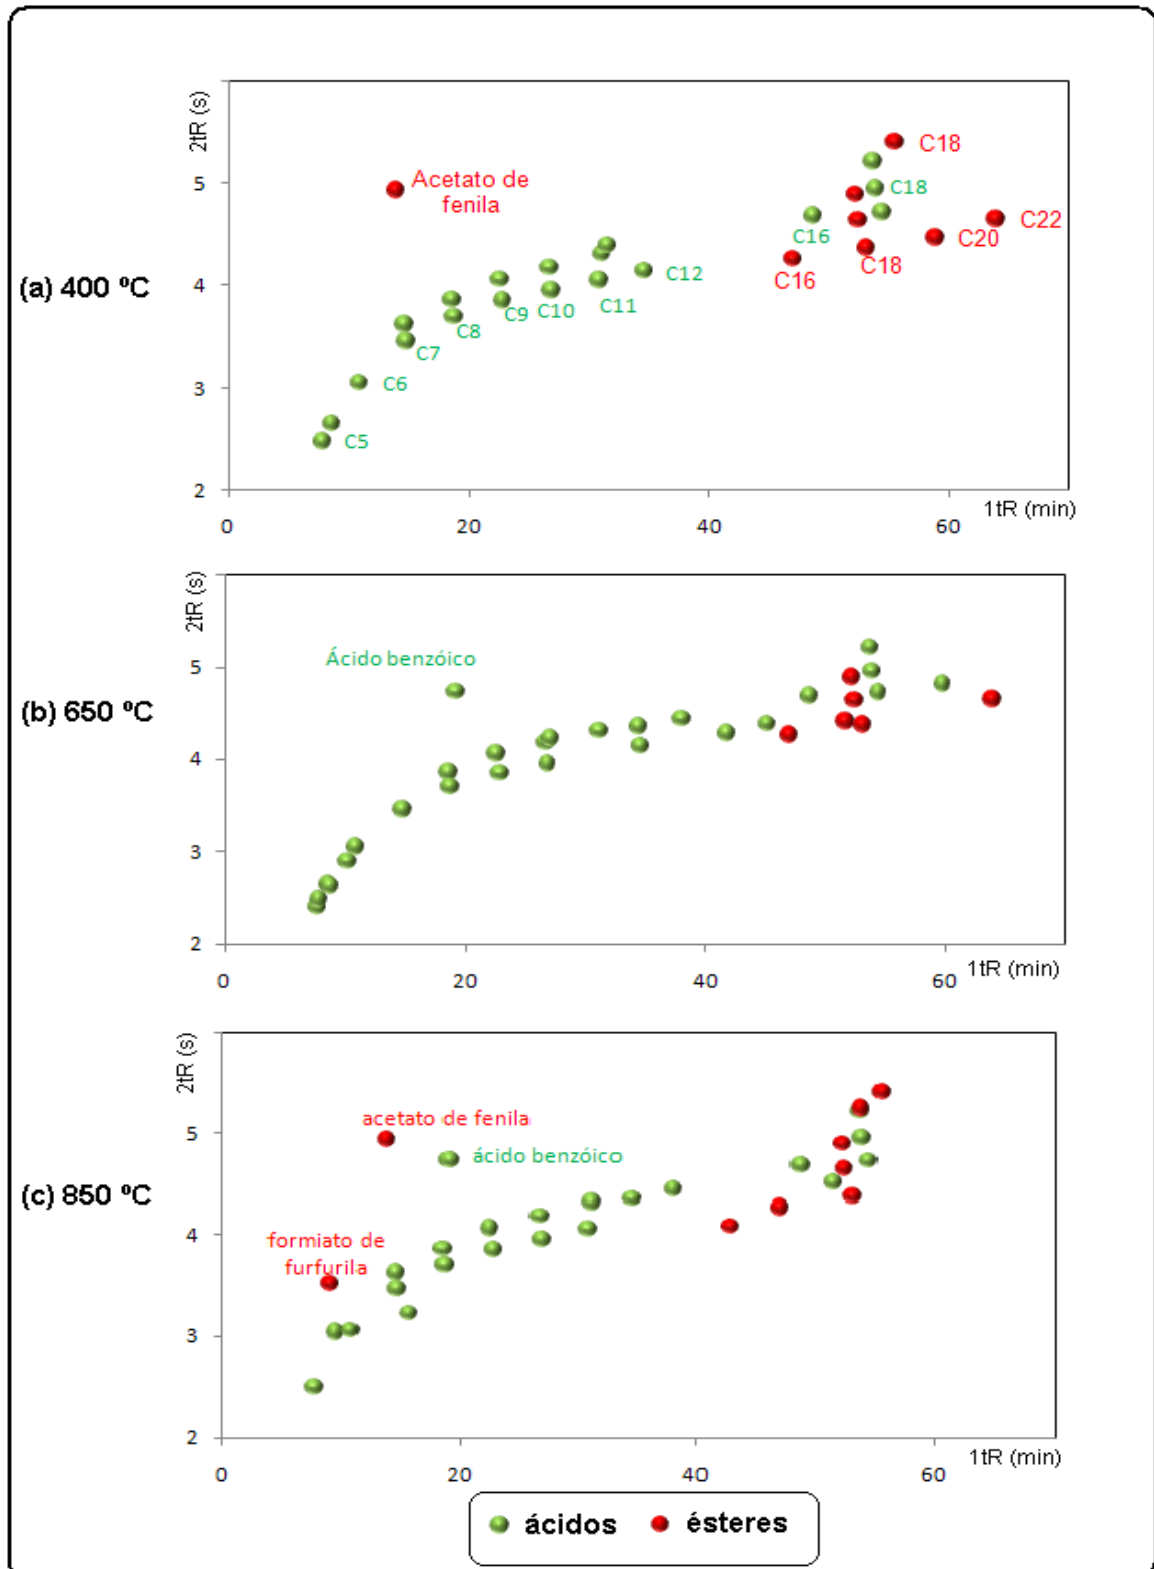 2tR (s)
C18
5
Acetato de
fenila
C18
C22
C16
C20
C18
C16
(a) 400 ºC
4
C12
C11
C10
C9
C8
C7
3
C6
C5
2
1tR (min)
0
20
40
60
2tR (s)
Ácido benzóico
5
(b) 650 ºC
4
3
2
1tR (min)
0
20
40
60
2tR (s)
acetato de fenila
5
ácido benzóico
(c) 850 ºC
4
formiato de
furfurila
3
2
1tR (min)
0
20
40
60
ácidos
ésteres